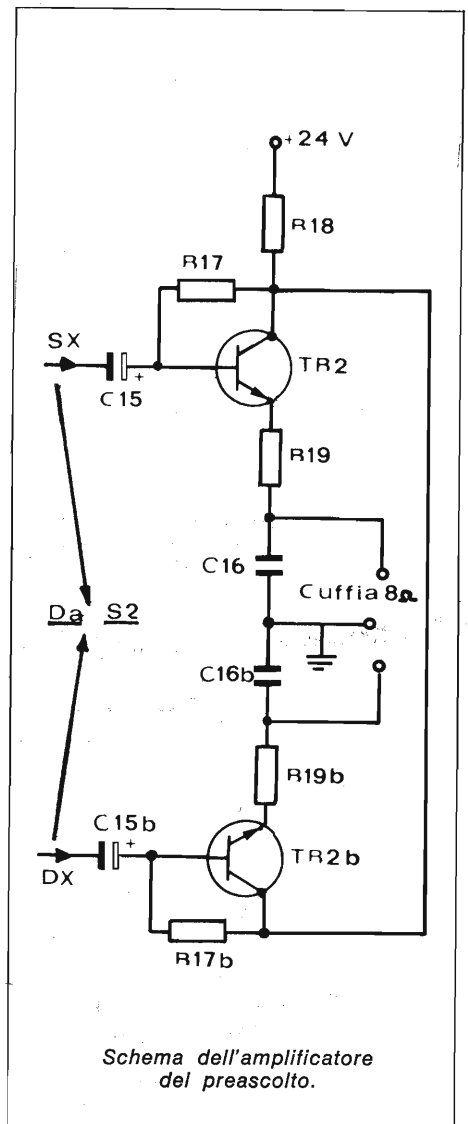 +24 V
R18
R17
SX
+
C15
TR2
R19
C16
Cuffia 8Ω
Da S2
C16b
R19b
C15b
+
TR2b
DX
R17b
Schema dell'amplificatore
del preascolto.